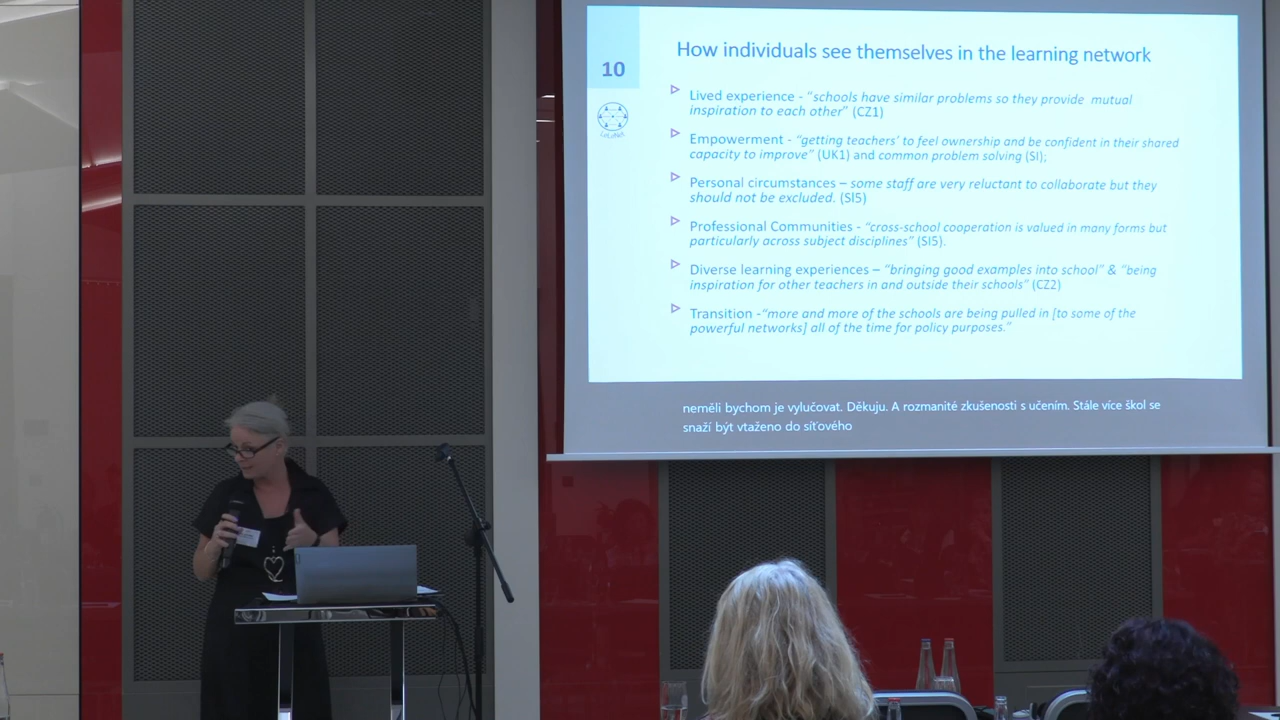 How individuals see themselves in the learning network
10
Lived experience - "schools have similar problems so they provide mutual
inspiration to each other" (CZ1)
Empowerment - "getting teachers' to feel ownership and be confident in their shared
capacity to improve" (UK1) and common problem solving (SI);
Personal circumstances – some staff are very reluctant to collaborate but they
should not be excluded. (SI5)
Professional Communities - "cross-school cooperation is valued in many forms but
particularly across subject disciplines" (SI5).
Diverse learning experiences – "bringing good examples into school" & "being
inspiration for other teachers in and outside their schools" (CZ2)
Transition -"more and more of the schools are being pulled in [to some of the
powerful networks] all of the time for policy purposes."
neměli bychom je vylučovat. Děkuju. A rozmanité zkušenosti s učením. Stále více škol se
snaží být vtaženo do síťového